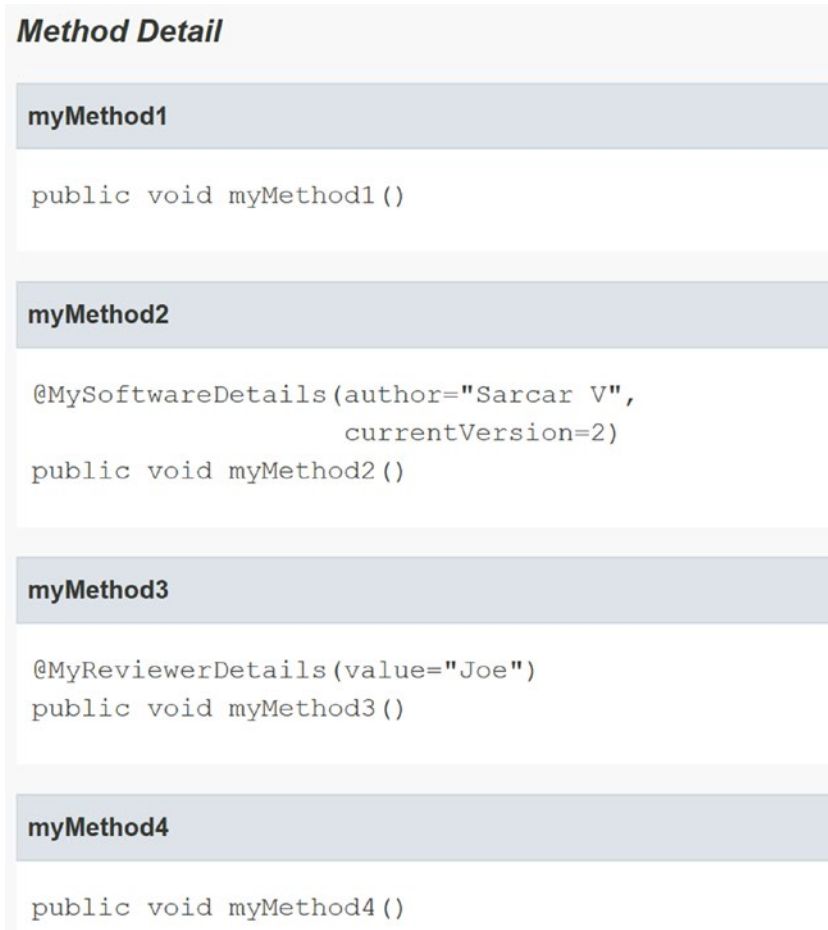 Method Detail
myMethod1
public void myMethod1()
myMethod2
@MySoftwareDetails(author="Sarcar V",
currentVersion=2)
public void myMethod2()
myMethod3
@MyReviewerDetails(value="Joe")
public void myMethod3()
myMethod4
public void myMethod4()